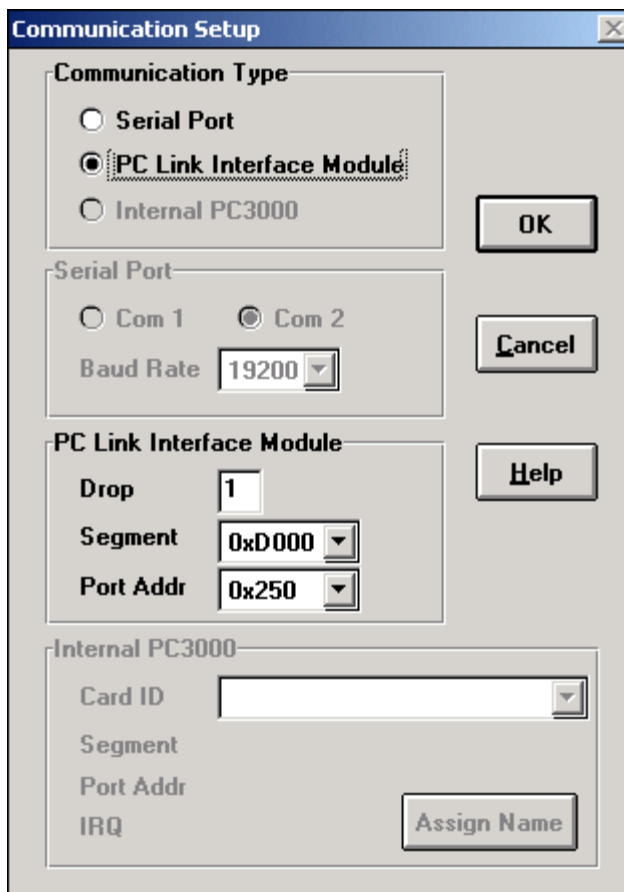 Communication Setup
Communication Type
Serial Port
PC Link Interface Module
Internal PC3000
OK
Serial Port
Com 1 Com 2
Baud Rate 19200
Cancel
PC Link Interface Module
Drop 1
Segment 0xD000
Port Addr 0x250
Help
Internal PC3000
Card ID
Segment
Port Addr
IRQ
Assign Name